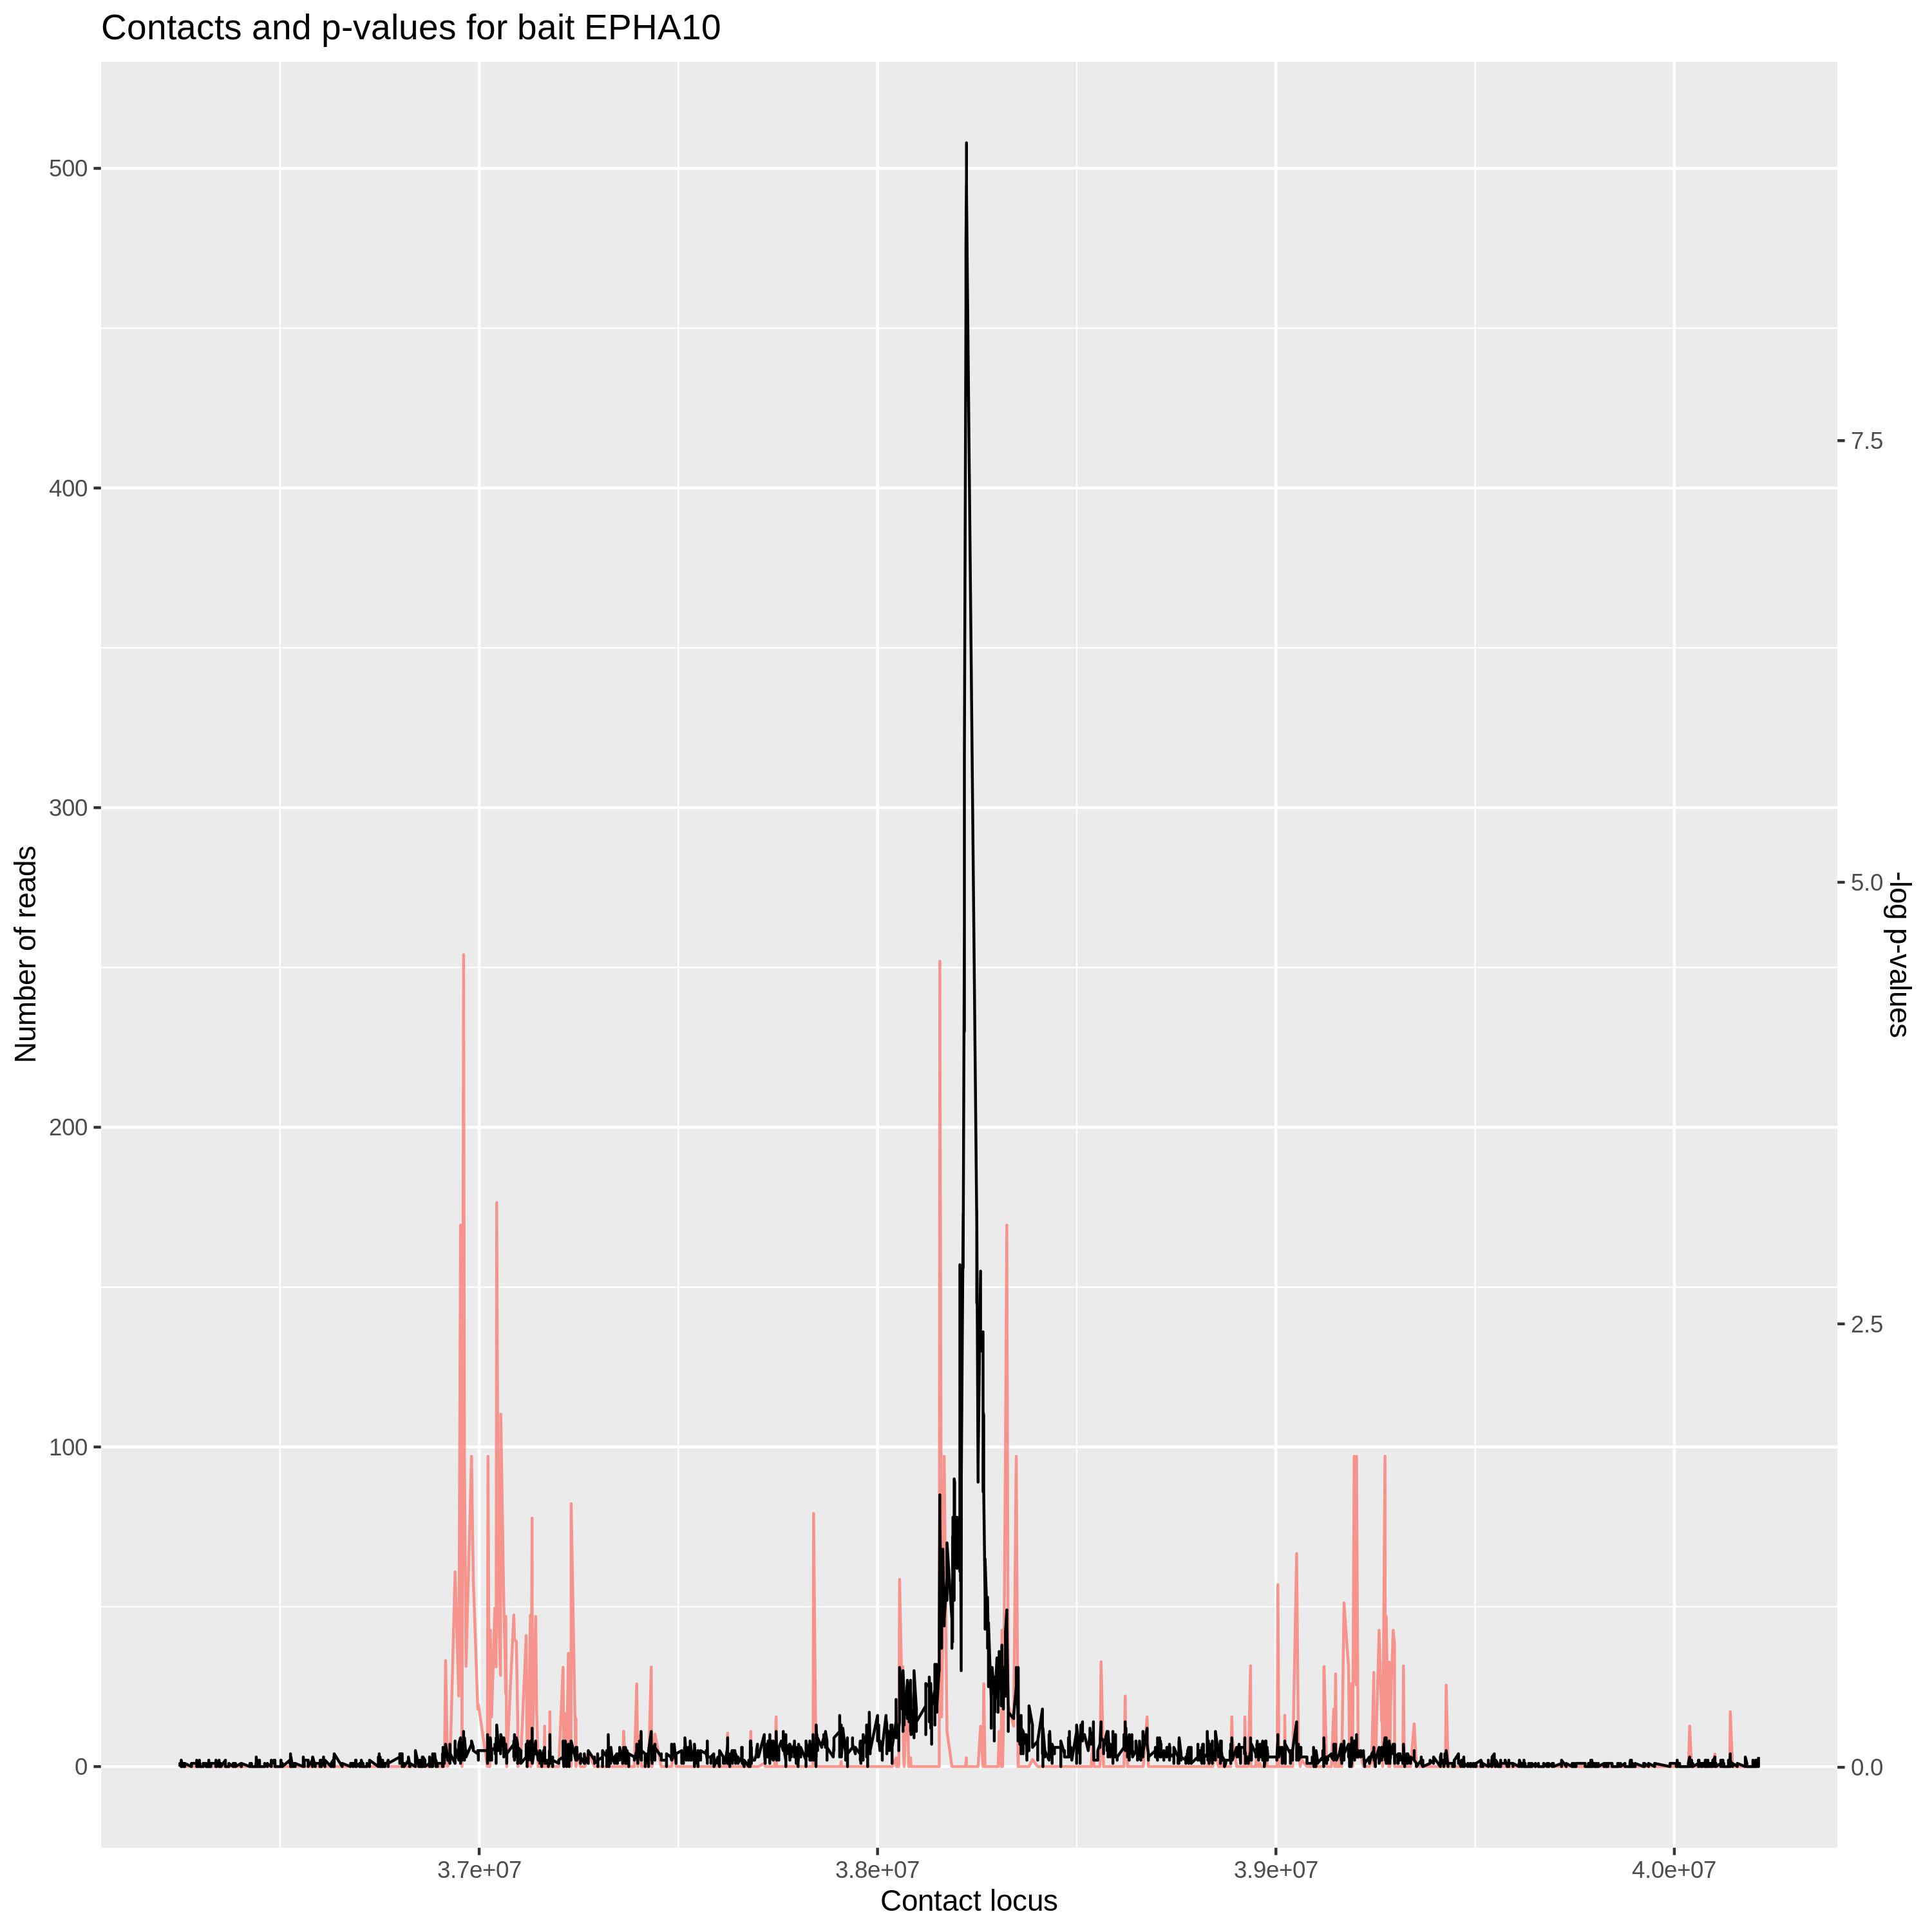 Contacts and p-values for bait EPHA10
500
400
300
200
100
0
Number of reads
7.5
5.0
2.5
0.0
-log p-values
3.7e+07
3.8e+07
3.9e+07
4.0e+07
Contact locus